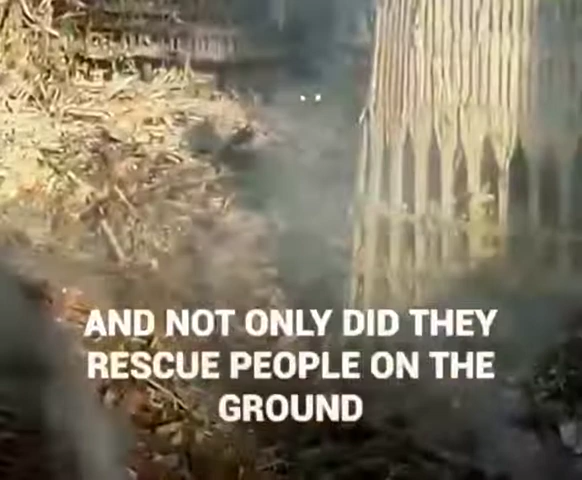 AND NOT ONLY DID THEY
RESCUE PEOPLE ON THE
GROUND